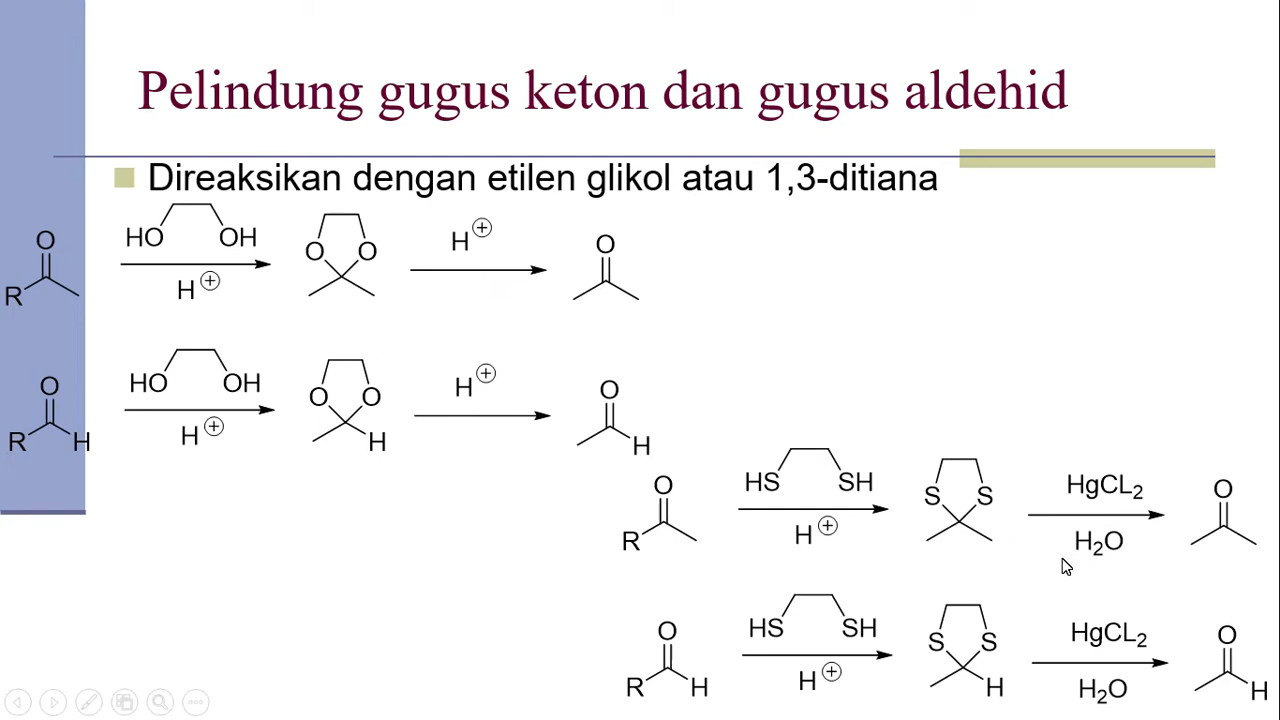 Pelindung gugus keton dan gugus aldehid
Direaksikan dengan etilen glikol atau 1,3-ditiana
O
R
HO OH
H +
O O
H +
O
O
R H
HO OH
H +
O O
H
H +
O
H
O
R
HS SH
H +
S S
HgCL2
H2O
O
O
R H
HS SH
H +
S S
H
HgCL2
H2O
O
H